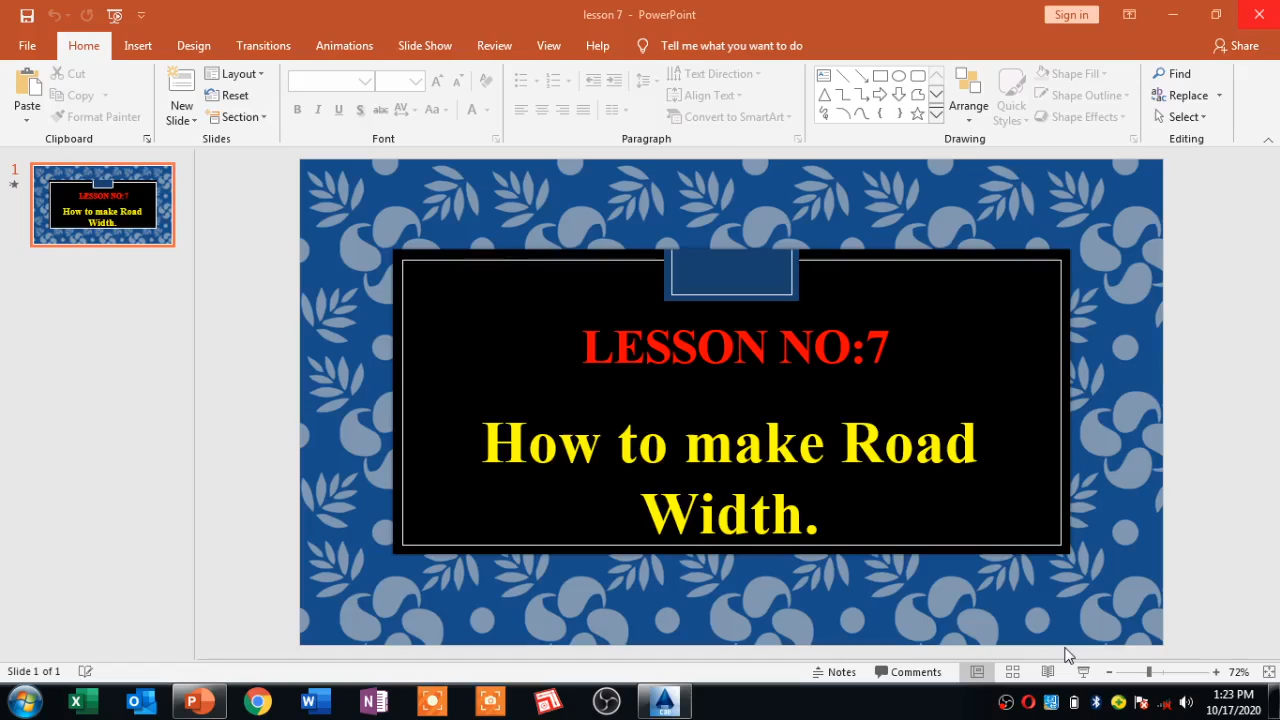 lesson 7 - PowerPoint
Sign in
File Home Insert Design Transitions Animations Slide Show Review View Help Tell me what you want to do Share
Paste
Cut
Copy
Format Painter
Clipboard
New Slide
Layout
Reset
Section
Slides
B I U S abc AV Aa A
Font
Text Direction
Align Text
Convert to SmartArt
Paragraph
Arrange
Quick Styles
Shape Fill
Shape Outline
Shape Effects
Drawing
Find
Replace
Select
Editing
1
LESSON NO:7
How to make Road
Width.
LESSON NO:7
How to make Road
Width.
Slide 1 of 1
Notes
Comments
72%
1:23 PM
10/17/2020